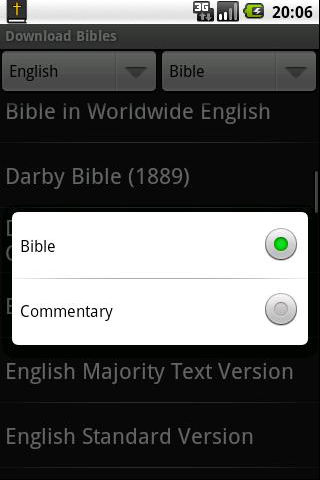 3G
20:06
Download Bibles
English
Bible
Bible in Worldwide English
Darby Bible (1889)
Bible
Commentary
English Majority Text Version
English Standard Version